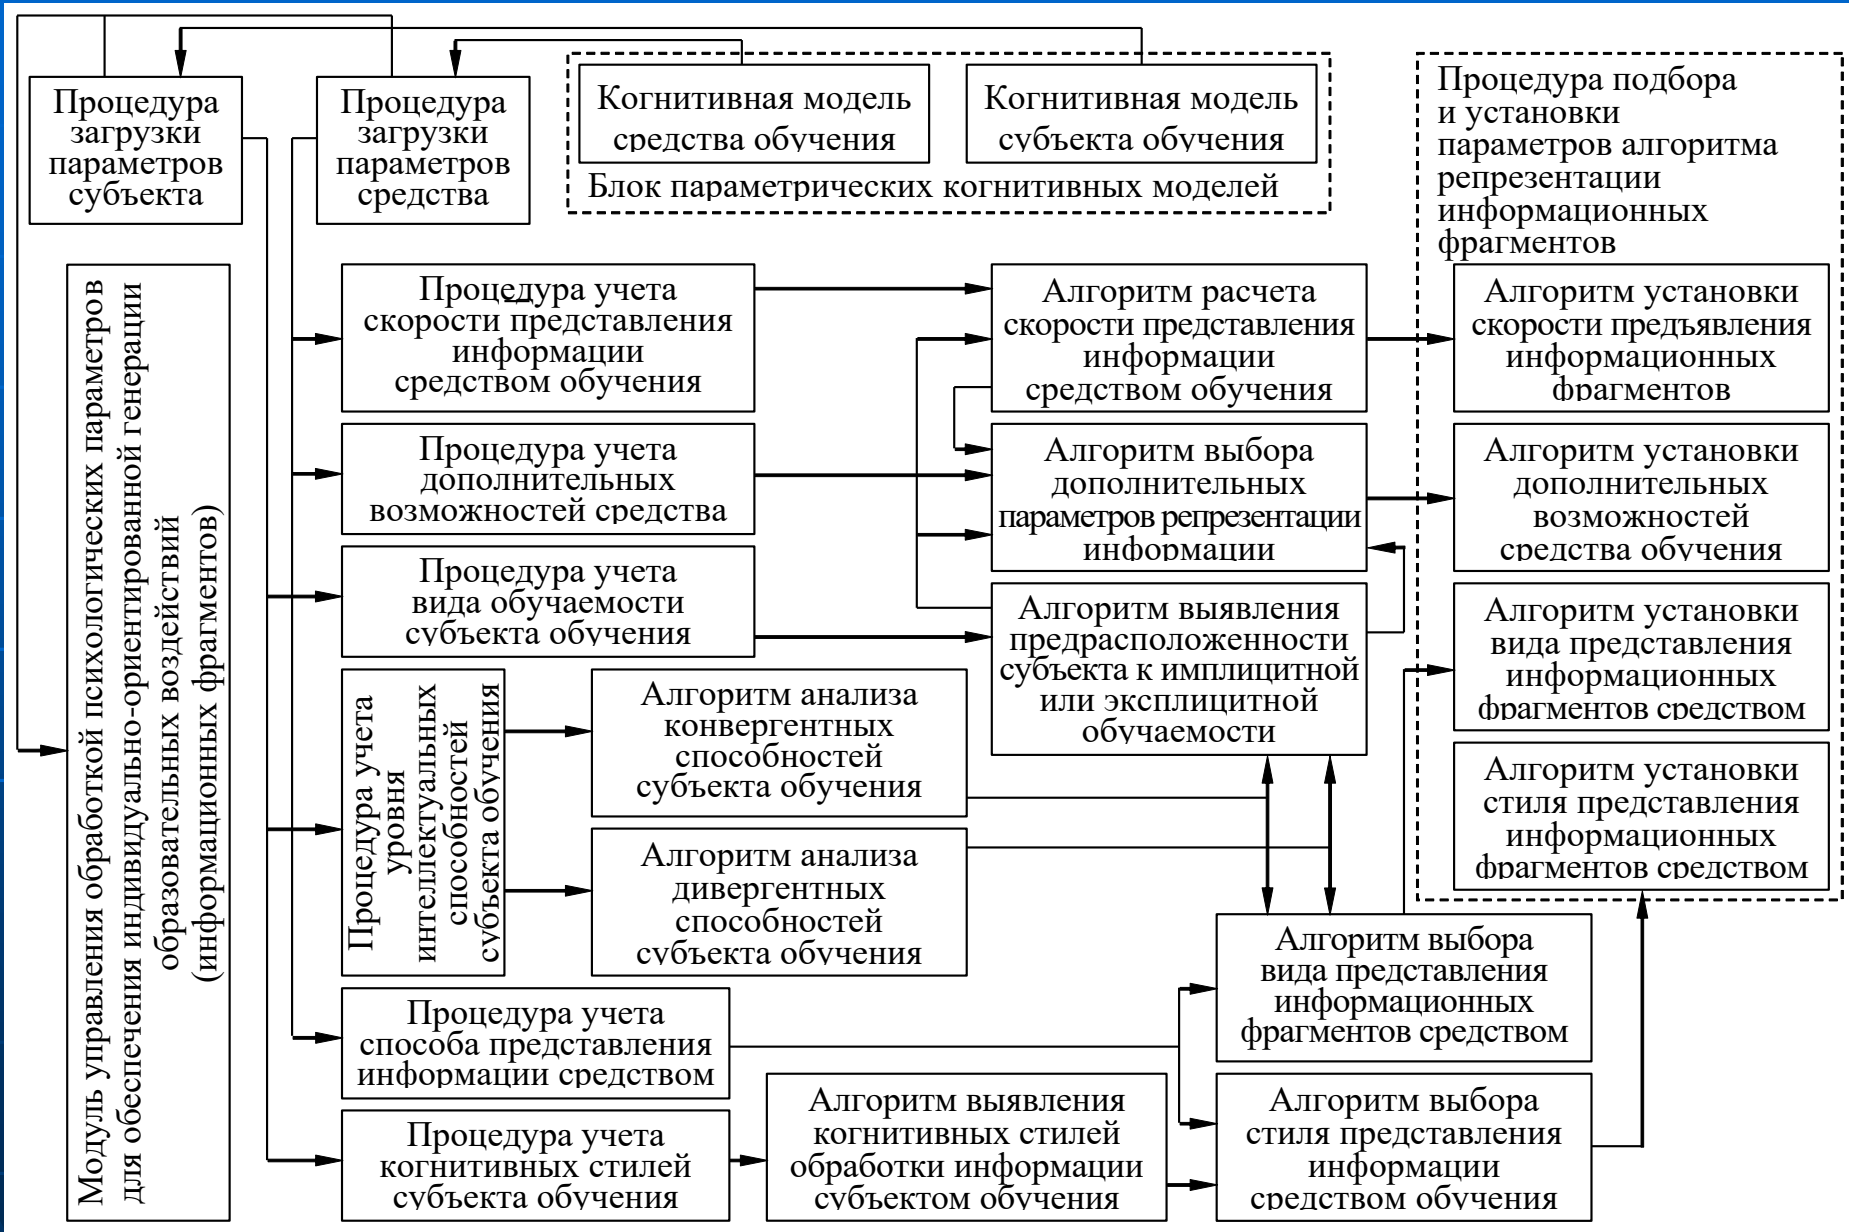 Процедура
загрузки
параметров
субъекта
Процедура
загрузки
параметров
средства
Когнитивная модель
средства обучения
Когнитивная модель
субъекта обучения
Блок параметрических когнитивных моделей
Процедура подбора
и установки
параметров алгоритма
репрезентации
информационных
фрагментов
Модуль управления обработкой психологических параметров
для обеспечения индивидуально-ориентированной генерации
образовательных воздействий
(информационных фрагментов)
Процедура учета
скорости представления
информации
средством обучения
Алгоритм расчета
скорости представления
информации
средством обучения
Алгоритм установки
скорости предъявления
информационных
фрагментов
Процедура учета
дополнительных
возможностей средства
Алгоритм выбора
дополнительных
параметров репрезентации
информации
Алгоритм установки
дополнительных
возможностей
средства обучения
Процедура учета
вида обучаемости
субъекта обучения
Алгоритм выявления
предрасположенности
субъекта к имплицитной
или эксплицитной
обучаемости
Алгоритм установки
вида представления
информационных
фрагментов средством
Процедура учета
уровня
интеллектуальных
способностей
субъекта обучения
Алгоритм анализа
конвергентных
способностей
субъекта обучения
Алгоритм установки
стиля представления
информационных
фрагментов средством
Алгоритм анализа
дивергентных
способностей
субъекта обучения
Алгоритм выбора
вида представления
информационных
фрагментов средством
Процедура учета
способа представления
информации средством
Процедура учета
когнитивных стилей
субъекта обучения
Алгоритм выявления
когнитивных стилей
обработки информации
субъектом обучения
Алгоритм выбора
стиля представления
информации
средством обучения